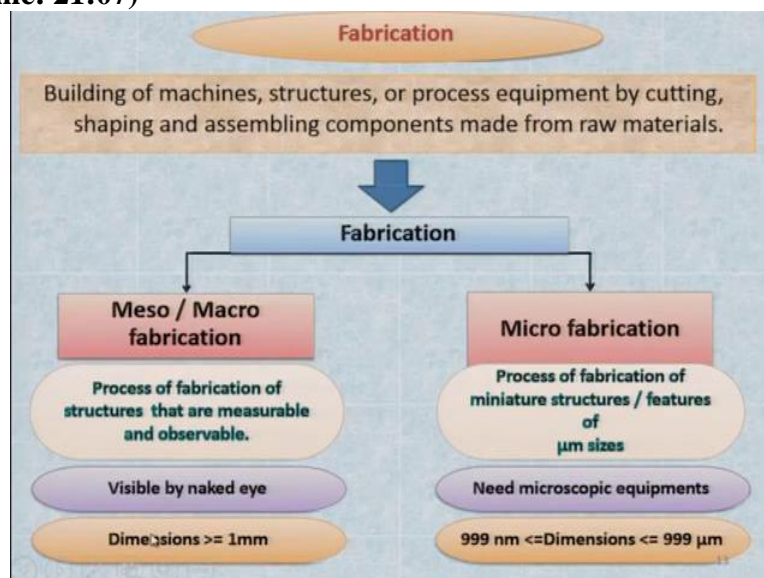 Fabrication
Building of machines, structures, or process equipment by cutting,
shaping and assembling components made from raw materials.
Fabrication
Meso / Macro
fabrication
Process of fabrication of
structures that are measurable
and observable.
Visible by naked eye
Dimensions >= 1mm
Micro fabrication
Process of fabrication of
miniature structures / features
of
µm sizes
Need microscopic equipments
999 nm <=Dimensions <= 999 µm